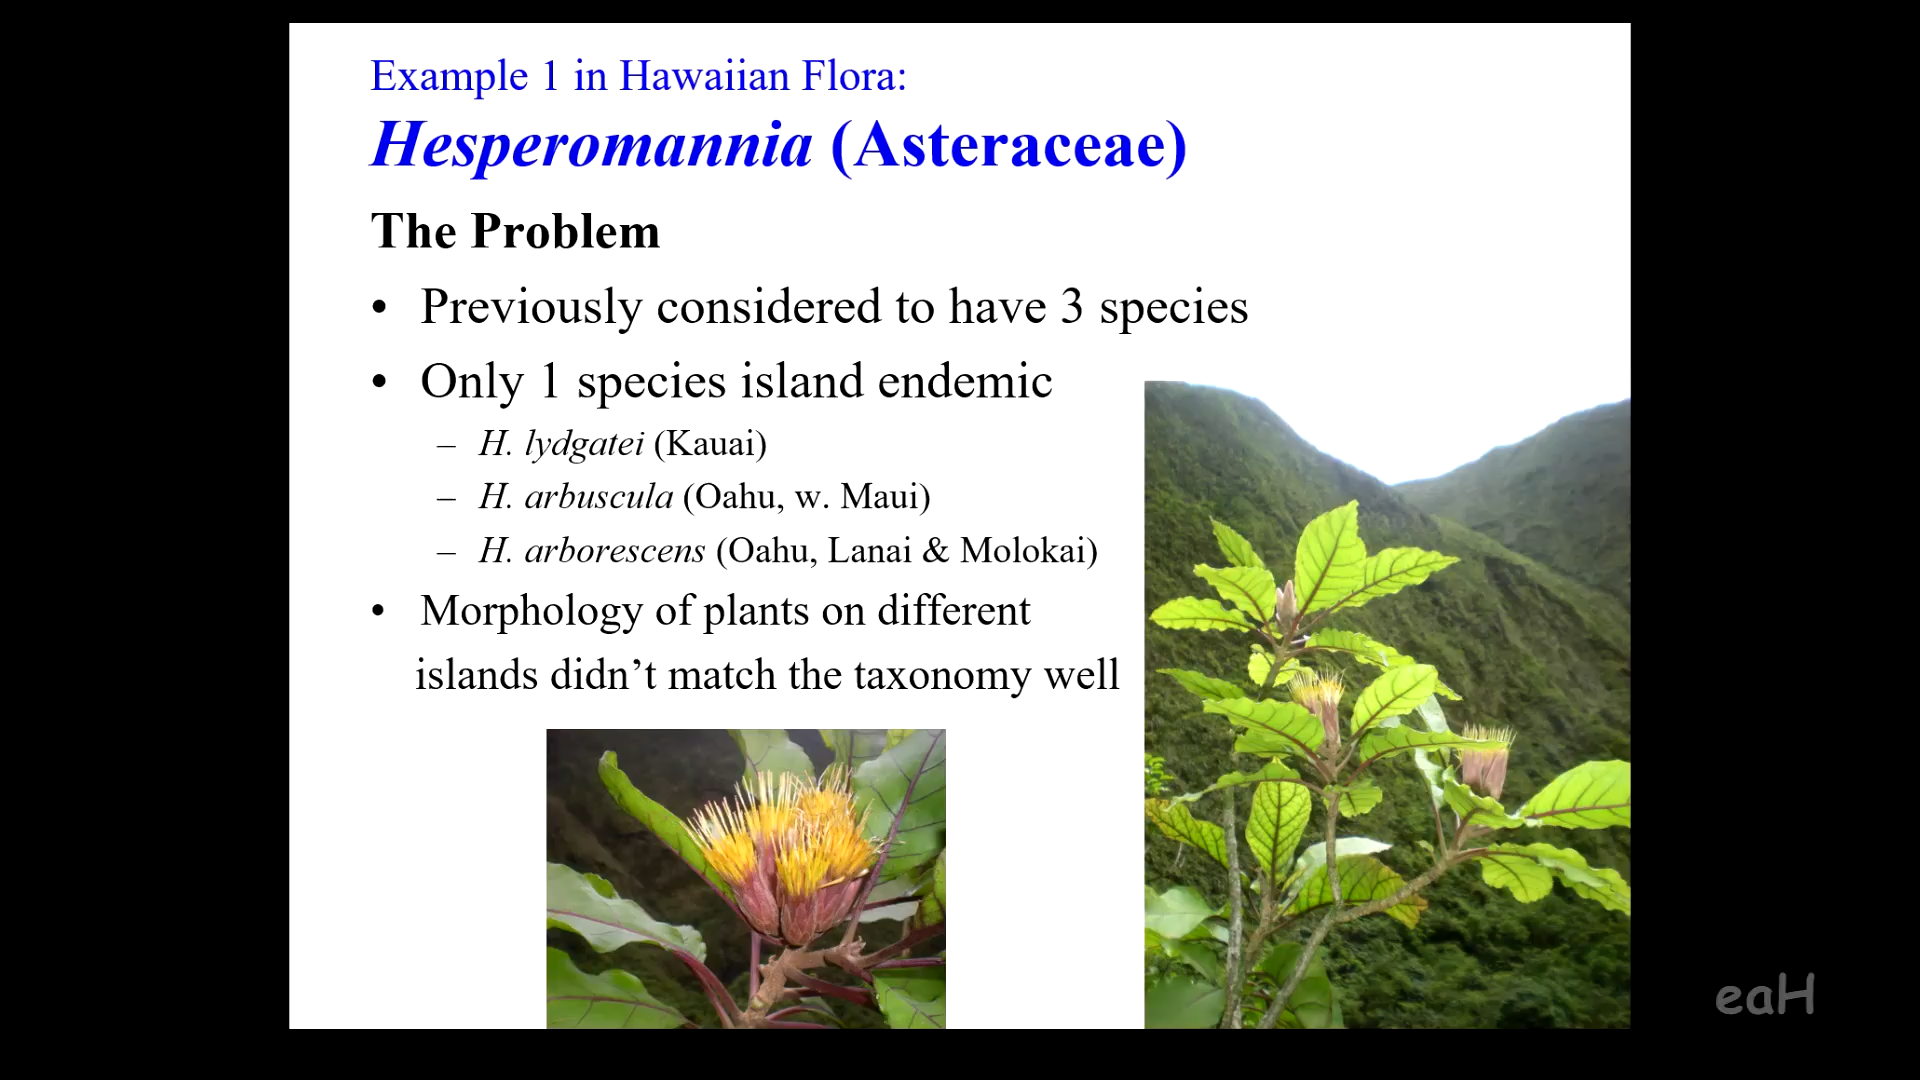 Example 1 in Hawaiian Flora:
Hesperomannia (Asteraceae)
The Problem
• Previously considered to have 3 species
• Only 1 species island endemic
– H. lydgatei (Kauai)
– H. arbuscula (Oahu, w. Maui)
– H. arborescens (Oahu, Lanai & Molokai)
• Morphology of plants on different
islands didn’t match the taxonomy well
eaH